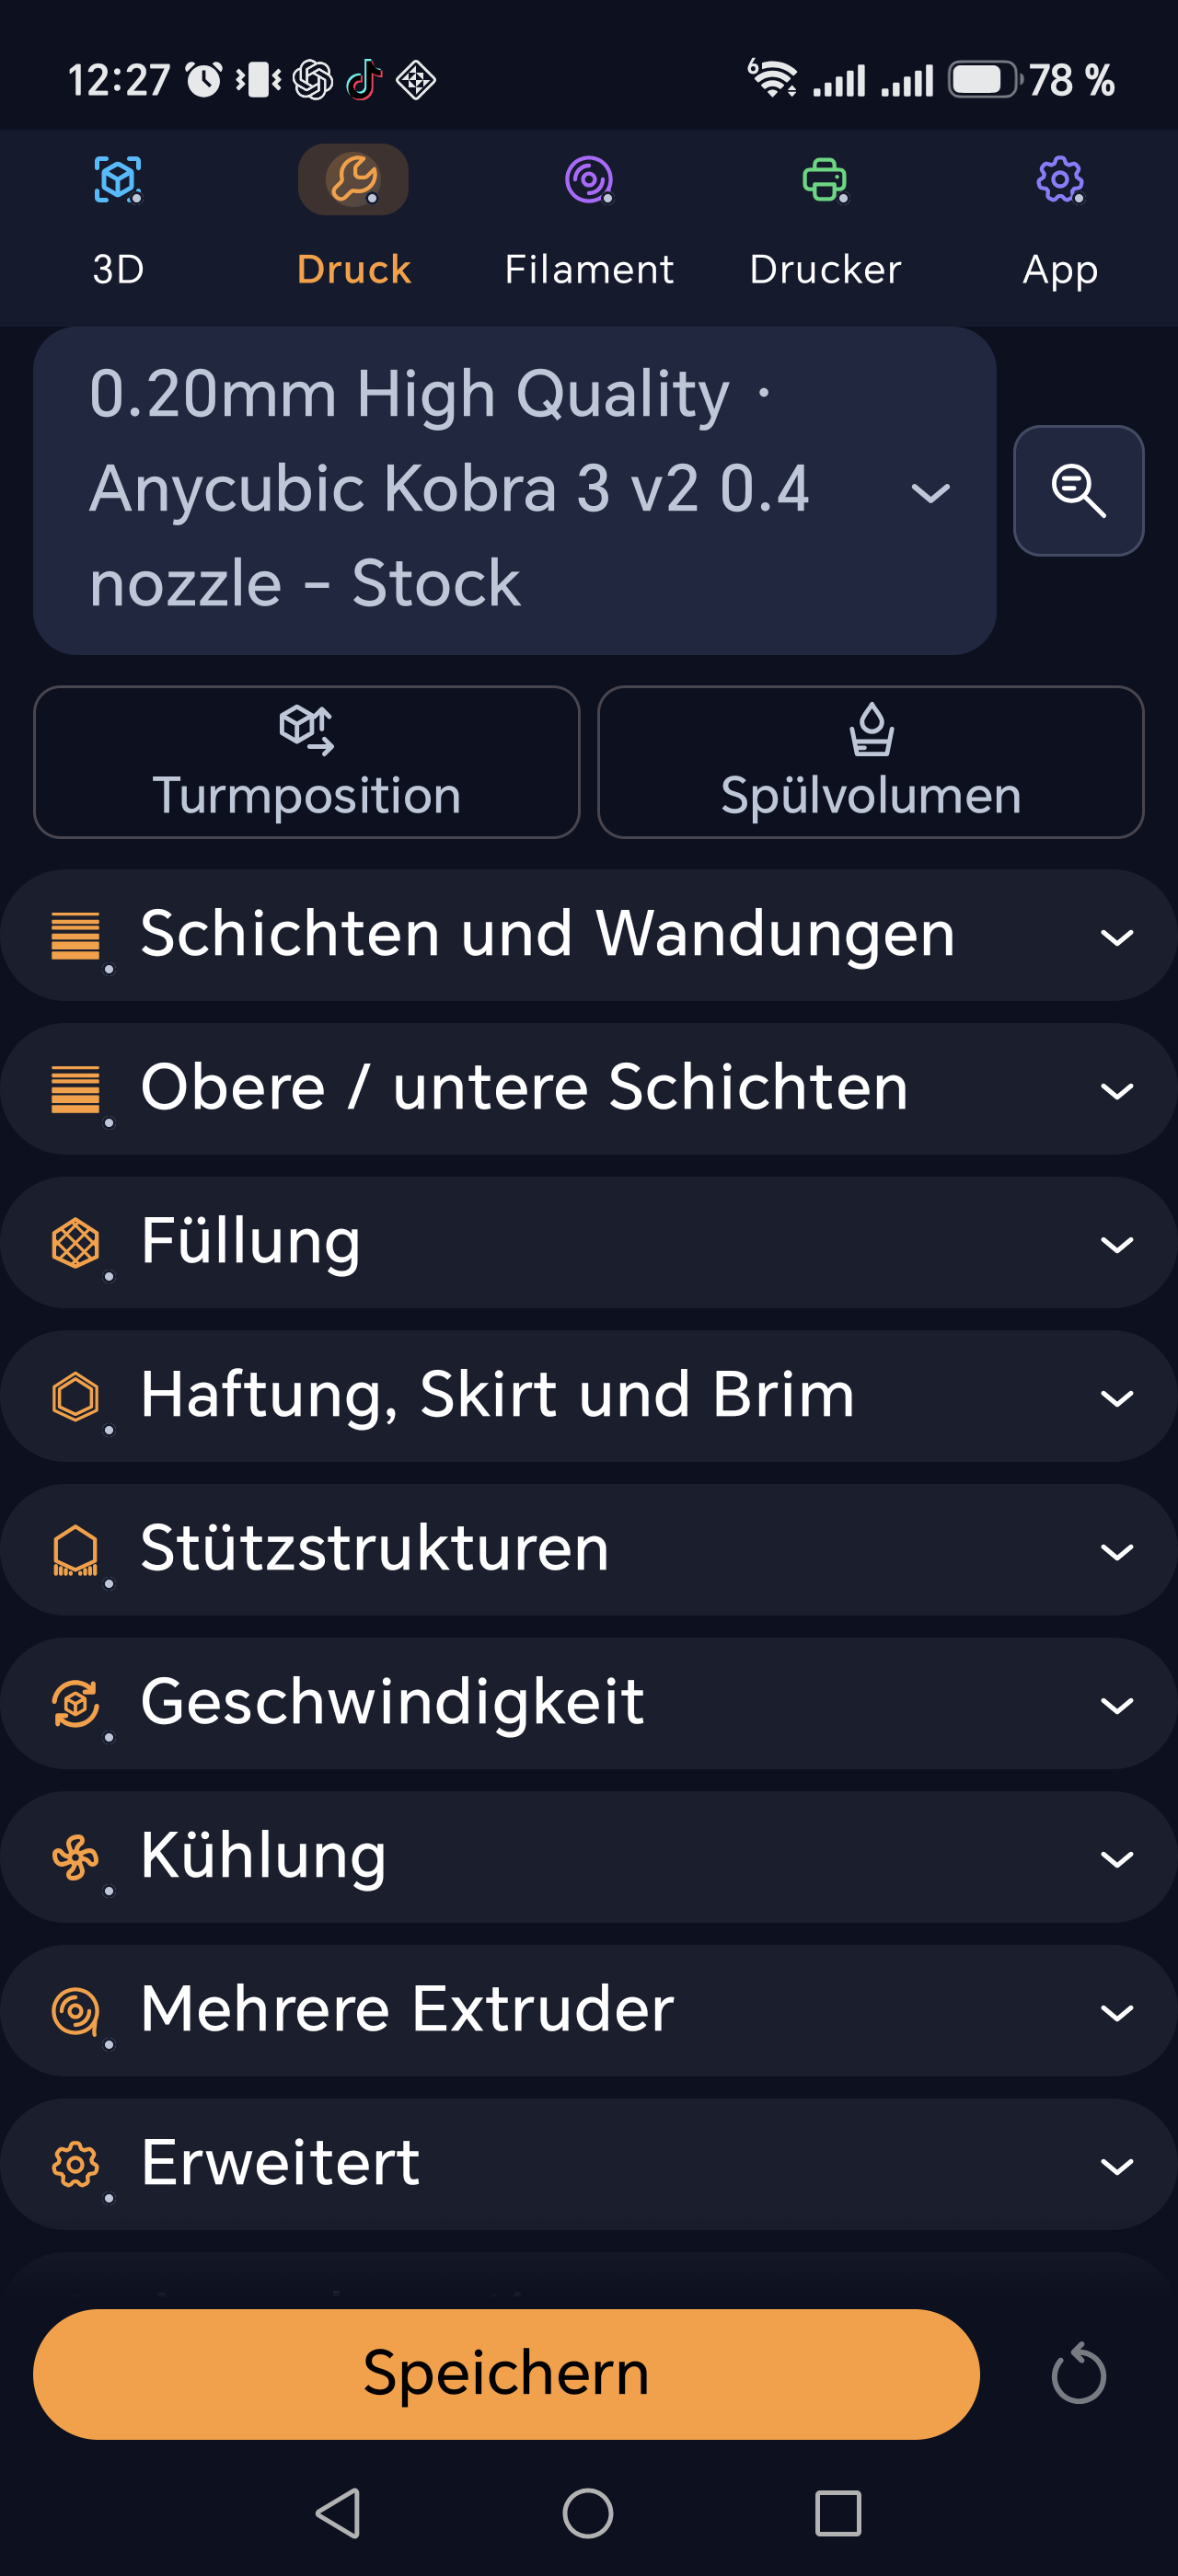 12:27
6
78 %
3D
Druck
Filament
Drucker
App
0.20mm High Quality ·
Anycubic Kobra 3 v2 0.4
nozzle - Stock
Turmposition
Spülvolumen
Schichten und Wandungen
Obere / untere Schichten
Füllung
Haftung, Skirt und Brim
Stützstrukturen
Geschwindigkeit
Kühlung
Mehrere Extruder
Erweitert
Speichern